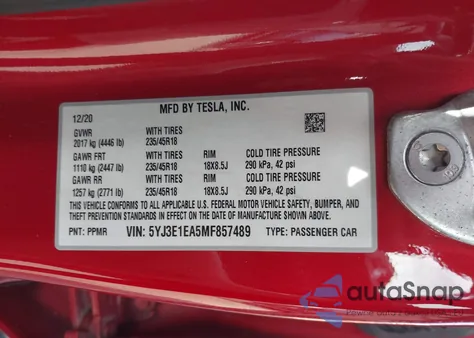 MFD BY TESLA, INC.
12/20
GVWR WITH TIRES
2017 kg (4446 lb) 235/45R18
GAWR FRT WITH TIRES RIM COLD TIRE PRESSURE
1110 kg (2447 lb) 235/45R18 18X8.5J 290 kPa, 42 psi
GAWR RR WITH TIRES RIM COLD TIRE PRESSURE
1257 kg (2771 lb) 235/45R18 18X8.5J 290 kPa, 42 psi
THIS VEHICLE CONFORMS TO ALL APPLICABLE U.S. FEDERAL MOTOR VEHICLE SAFETY, BUMPER, AND
THEFT PREVENTION STANDARDS IN EFFECT ON THE DATE OF MANUFACTURE SHOWN ABOVE.
PNT: PPMR VIN: 5YJ3E1EA5MF857489 TYPE: PASSENGER CAR
autoSnap